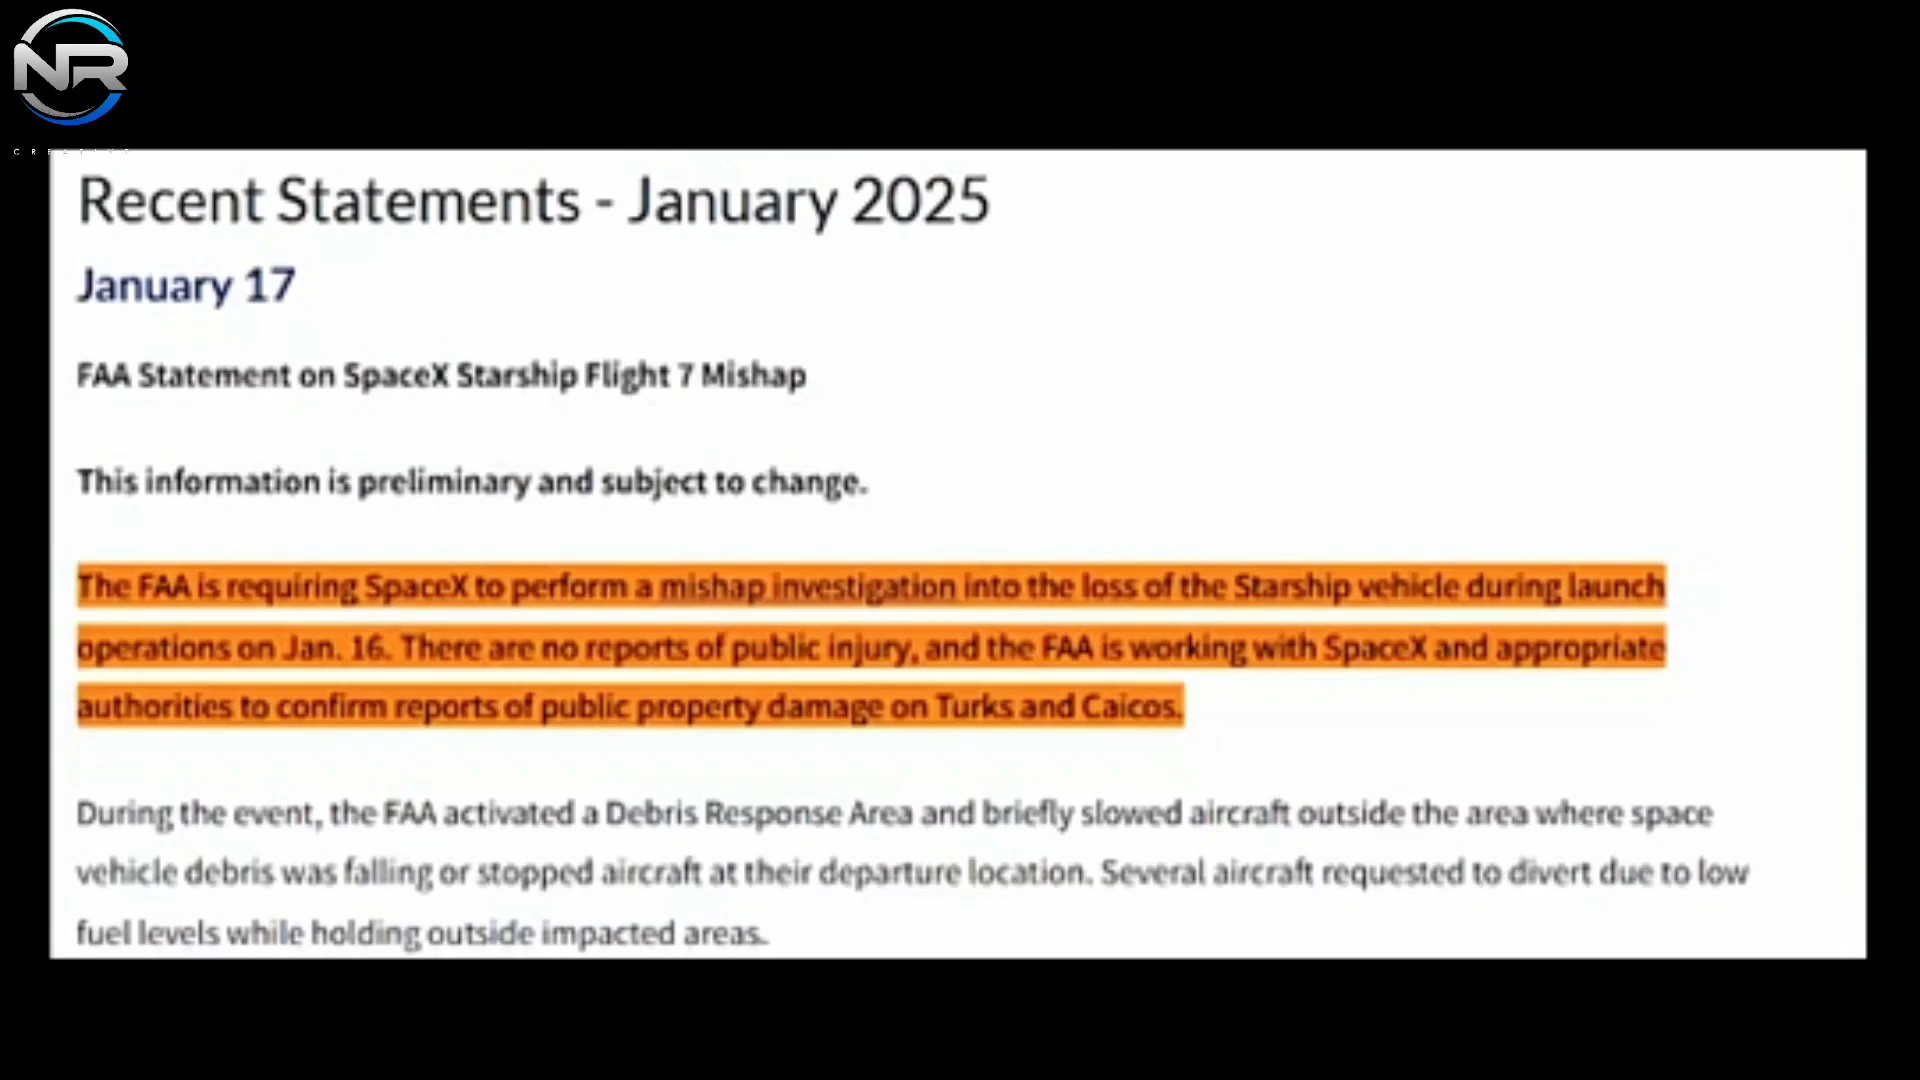 NR
CREATIVE
Recent Statements - January 2025
January 17
FAA Statement on SpaceX Starship Flight 7 Mishap
This information is preliminary and subject to change.
The FAA is requiring SpaceX to perform a mishap investigation into the loss of the Starship vehicle during launch
operations on Jan. 16. There are no reports of public injury, and the FAA is working with SpaceX and appropriate
authorities to confirm reports of public property damage on Turks and Caicos.
During the event, the FAA activated a Debris Response Area and briefly slowed aircraft outside the area where space
vehicle debris was falling or stopped aircraft at their departure location. Several aircraft requested to divert due to low
fuel levels while holding outside impacted areas.